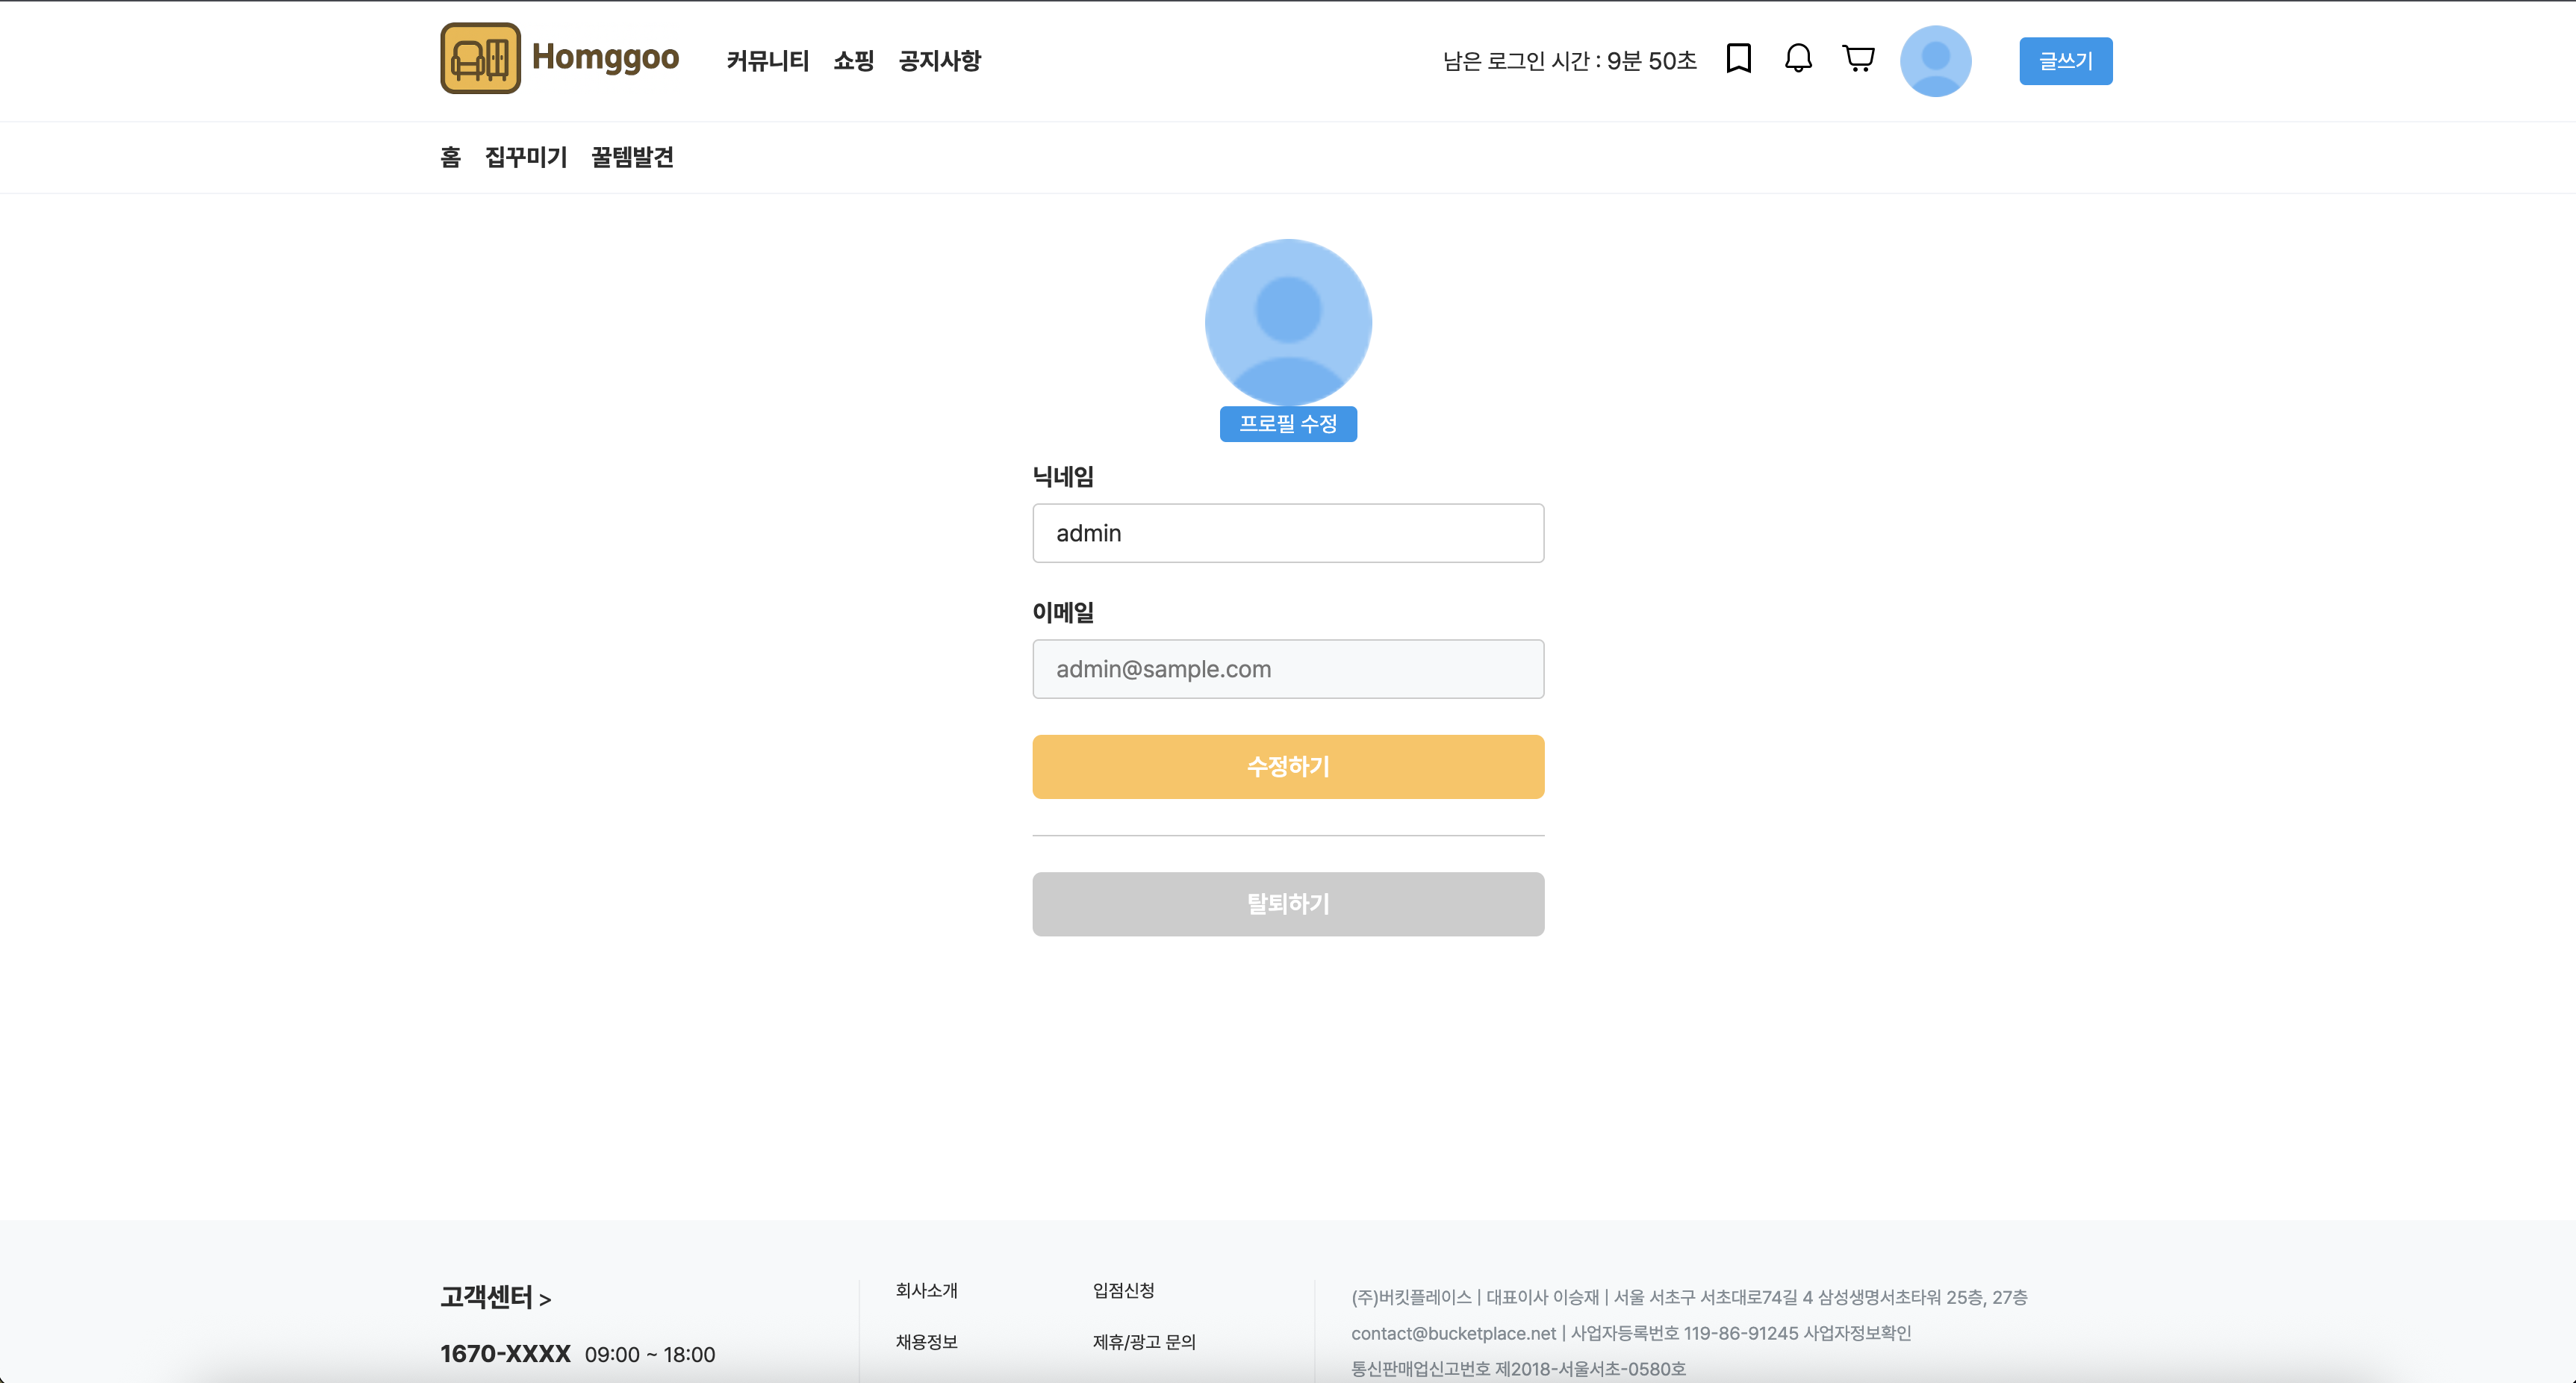 Homggoo 커뮤니티 쇼핑 공지사항 남은 로그인 시간 : 9분 50초 글쓰기
홈 집꾸미기 꿀템발견
프로필 수정
닉네임
admin
이메일
admin@sample.com
수정하기
탈퇴하기
고객센터 >
1670-XXXX 09:00 ~ 18:00
회사소개 입점신청
채용정보 제휴/광고 문의
(주)버킷플레이스 | 대표이사 이승재 | 서울 서초구 서초대로74길 4 삼성생명서초타워 25층, 27층
contact@bucketplace.net | 사업자등록번호 119-86-91245 사업자정보확인
통신판매업신고번호 제2018-서울서초-0580호